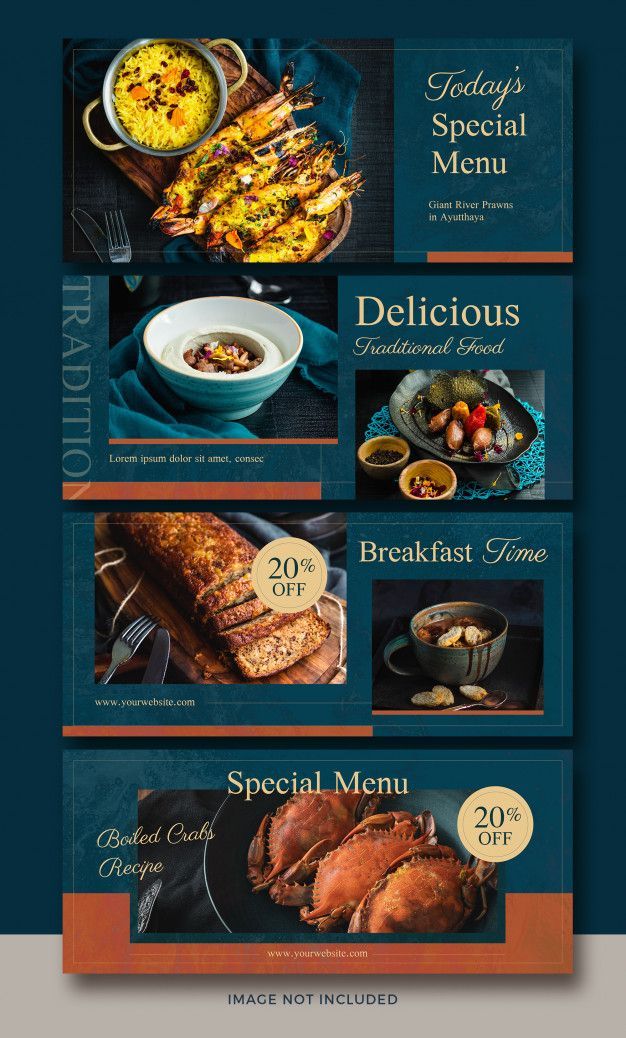 Today's
Special
Menu
Giant River Prawns
in Ayutthaya
TRADITION
Delicious
Traditional Food
Lorem ipsum dolor sit amet, consec
20%
OFF
Breakfast Time
www.yourwebsite.com
Special Menu
Boiled Crabs
Recipe
20%
OFF
www.yourwebsite.com
IMAGE NOT INCLUDED